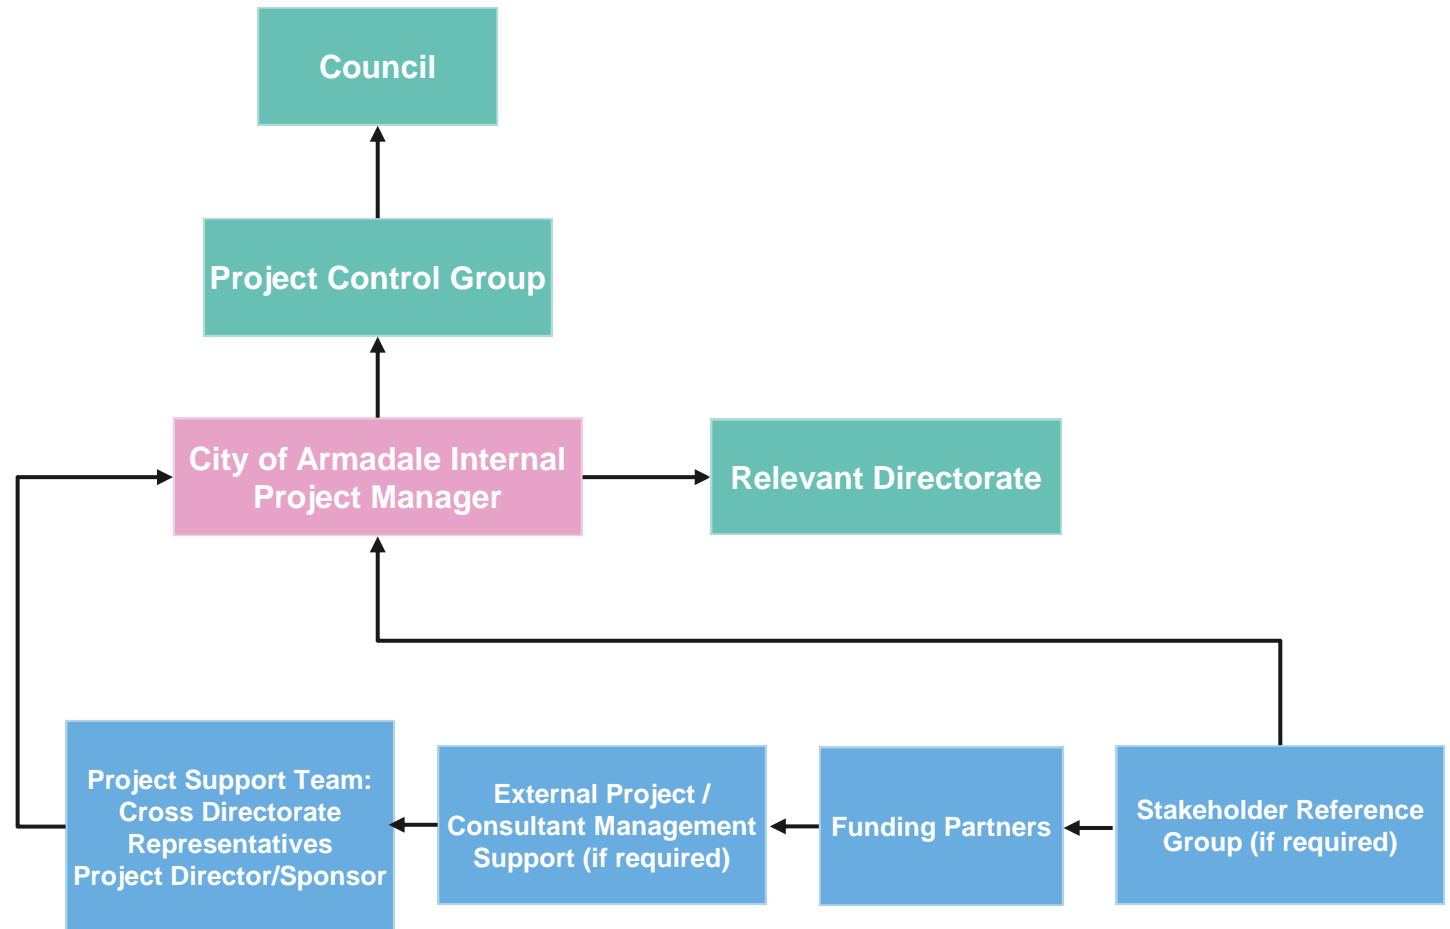 Council
Project Control Group
City of Armadale Internal
Project Manager
Relevant Directorate
Project Support Team:
Cross Directorate
Representatives
Project Director/Sponsor
External Project /
Consultant Management
Support (if required)
Funding Partners
Stakeholder Reference
Group (if required)